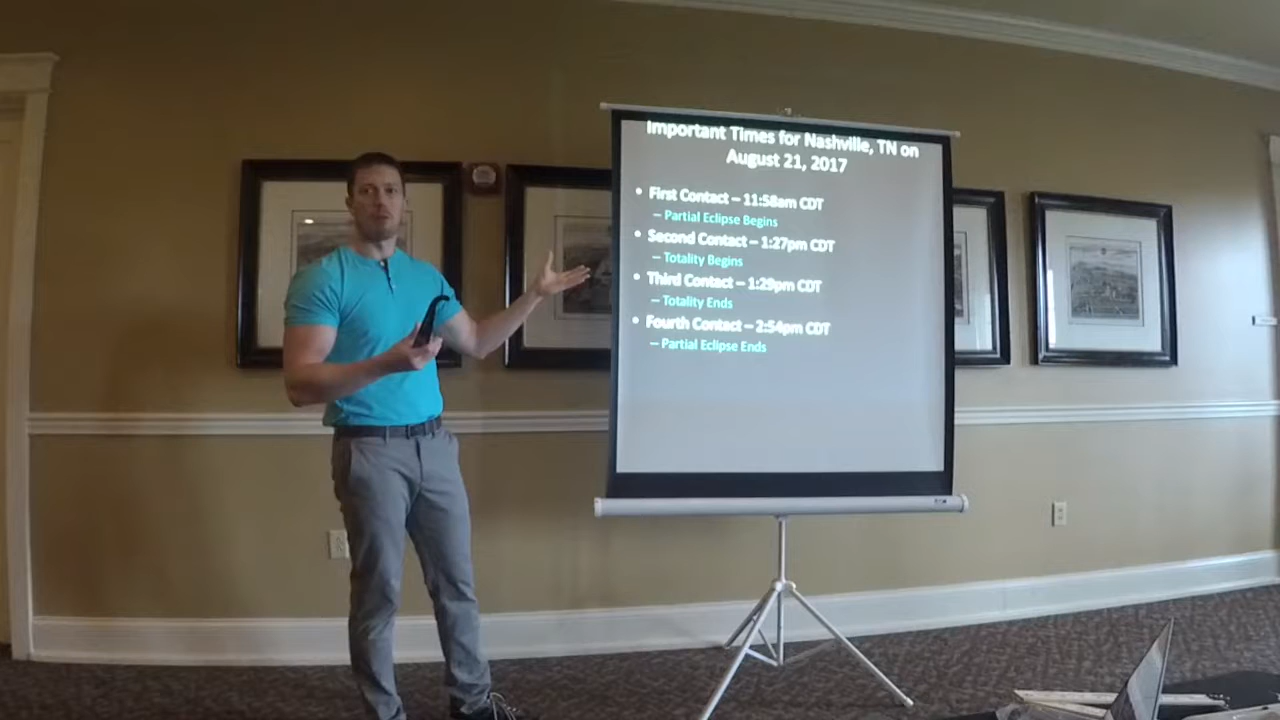 Important Times for Nashville, TN on
August 21, 2017
• First Contact – 11:58am CDT
– Partial Eclipse Begins
• Second Contact – 1:27pm CDT
– Totality Begins
• Third Contact – 1:29pm CDT
– Totality Ends
• Fourth Contact – 2:54pm CDT
– Partial Eclipse Ends